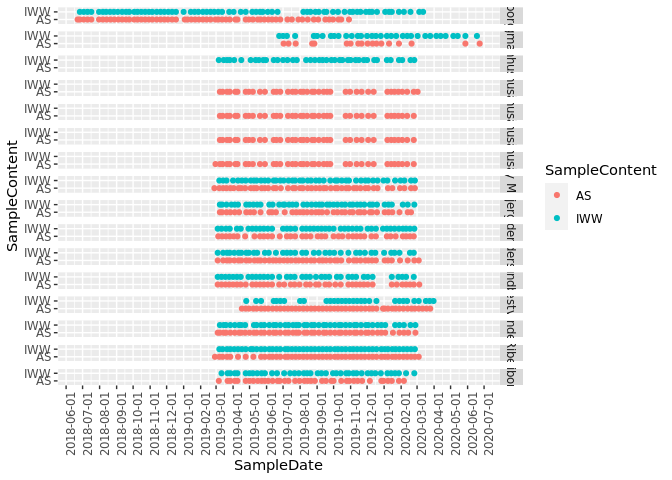 IWW
AS
IWW
AS
IWW
AS
IWW
AS
IWW
AS
IWW
AS
IWW
AS
IWW
AS
IWW
AS
IWW
AS
IWW
AS
IWW
AS
IWW
AS
IWW
AS
IWW
AS
IWW
AS
SampleContent
2018-06-01
2018-07-01
2018-08-01
2018-09-01
2018-10-01
2018-11-01
2018-12-01
2019-01-01
2019-02-01
2019-03-01
2019-04-01
2019-05-01
2019-06-01
2019-07-01
2019-08-01
2019-09-01
2019-10-01
2019-11-01
2019-12-01
2020-01-01
2020-02-01
2020-03-01
2020-04-01
2020-05-01
2020-06-01
2020-07-01
SampleDate
SampleContent
AS
IWW